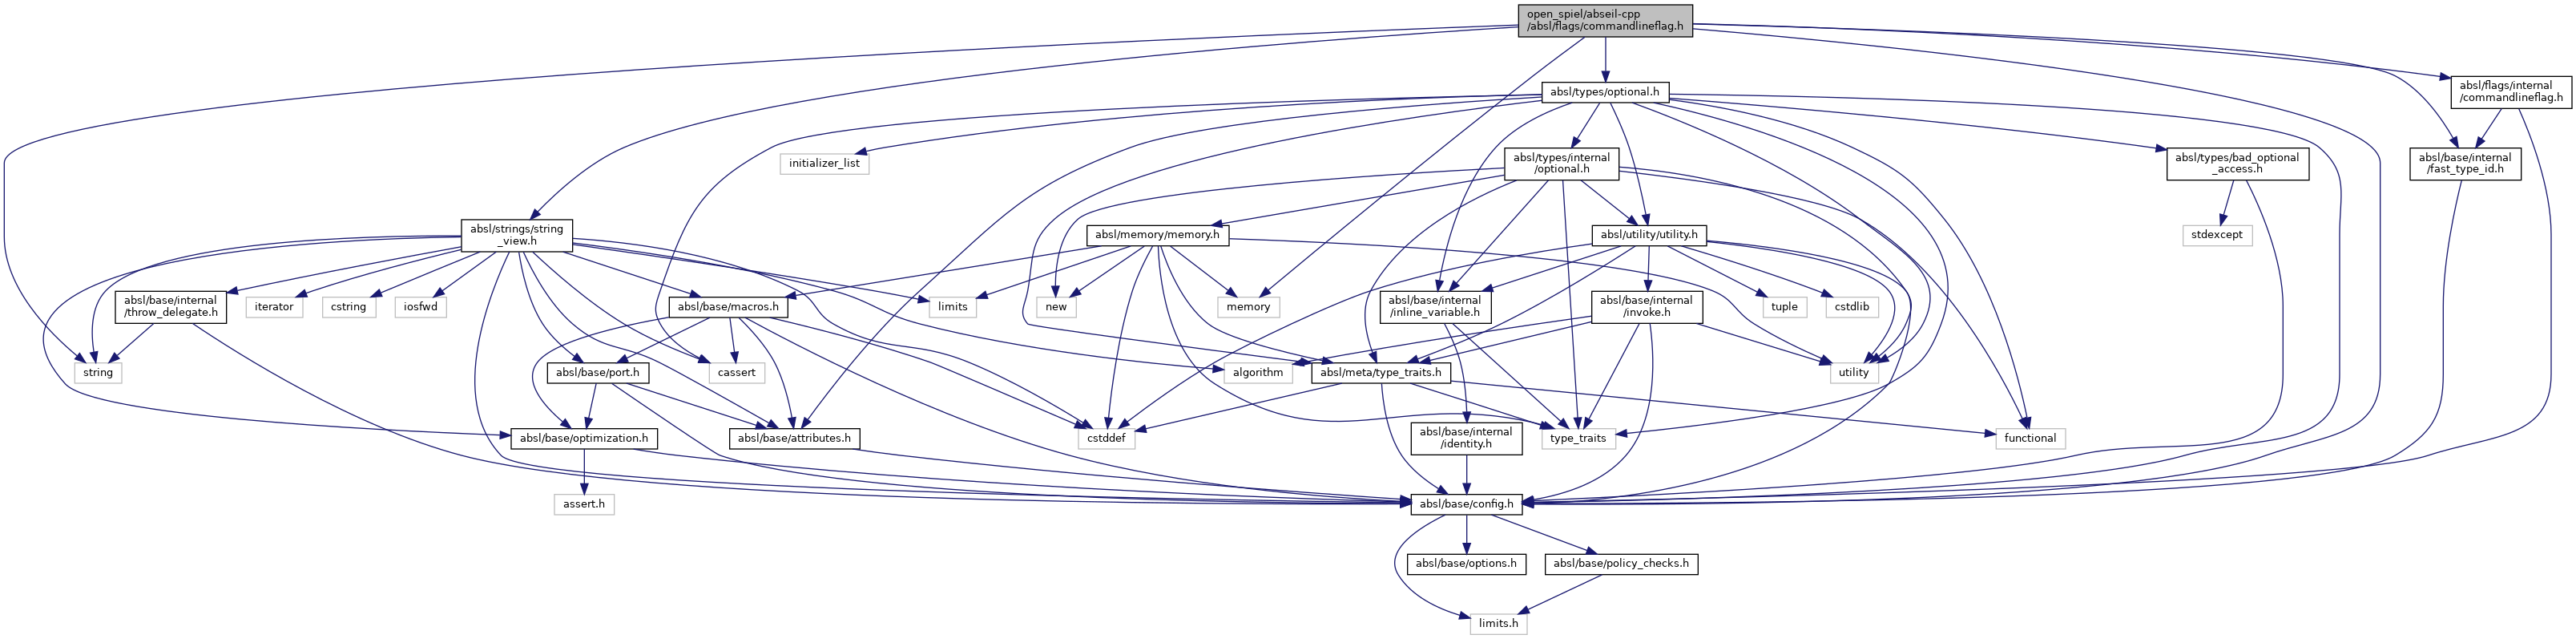 open_spiel/abseil-cpp
/absl/flags/commandlineflag.h
absl/types/optional.h
absl/flags/internal
/commandlineflag.h
initializer_list
absl/types/internal
/optional.h
absl/types/bad_optional
_access.h
absl/base/internal
/fast_type_id.h
absl/strings/string
_view.h
absl/memory/memory.h
absl/utility/utility.h
stdexcept
absl/base/internal
/throw_delegate.h
iterator
cstring
iosfwd
absl/base/macros.h
limits
new
memory
absl/base/internal
/inline_variable.h
absl/base/internal
/invoke.h
tuple
cstdlib
string
absl/base/port.h
cassert
algorithm
absl/meta/type_traits.h
utility
absl/base/optimization.h
absl/base/attributes.h
cstddef
absl/base/internal
/identity.h
type_traits
functional
assert.h
absl/base/config.h
absl/base/options.h
absl/base/policy_checks.h
limits.h